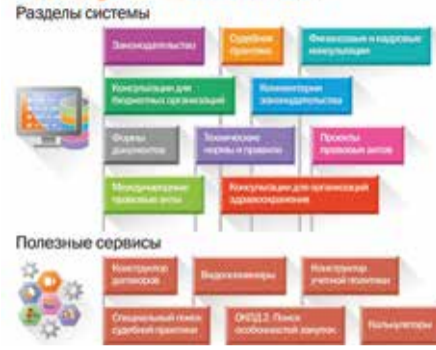 Разделы системы
Законодательство
Судебная
практика
Финансовые и кадровые
консультации
Консультации для
бюджетных организаций
Комментарии
законодательства
Формы
документов
Технические
нормы и правила
Проекты
правовых актов
Международные
правовые акты
Консультации для организаций
здравоохранения
Полезные сервисы
Конструктор
договоров
Видеосеминары
Конструктор
учетной политики
Специальный поиск
судебной практики
ОКПД 2. Поиск
особенностей закупок
Калькуляторы